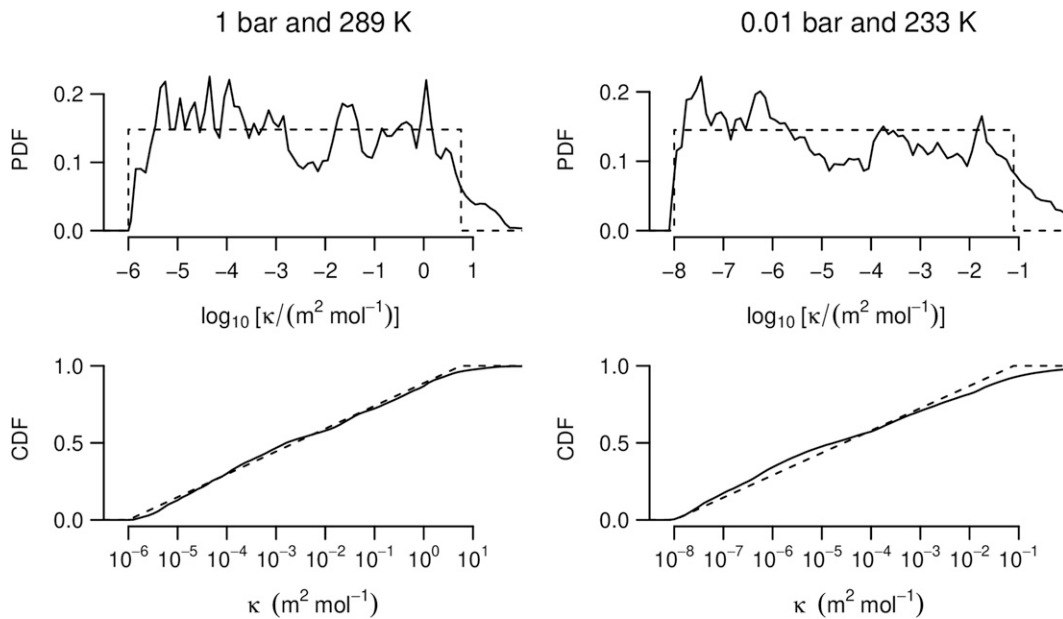 1 bar and 289 K
PDF
0.2
0.1
0.0
−6 −5 −4 −3 −2 −1 0 1
log₁₀ [κ/(m² mol⁻¹)]
0.01 bar and 233 K
PDF
0.2
0.1
0.0
−8 −7 −6 −5 −4 −3 −2 −1
log₁₀ [κ/(m² mol⁻¹)]
CDF
1.0
0.5
0.0
10⁻⁶ 10⁻⁵ 10⁻⁴ 10⁻³ 10⁻² 10⁻¹ 10⁰ 10¹
κ (m² mol⁻¹)
CDF
1.0
0.5
0.0
10⁻⁸ 10⁻⁷ 10⁻⁶ 10⁻⁵ 10⁻⁴ 10⁻³ 10⁻² 10⁻¹
κ (m² mol⁻¹)